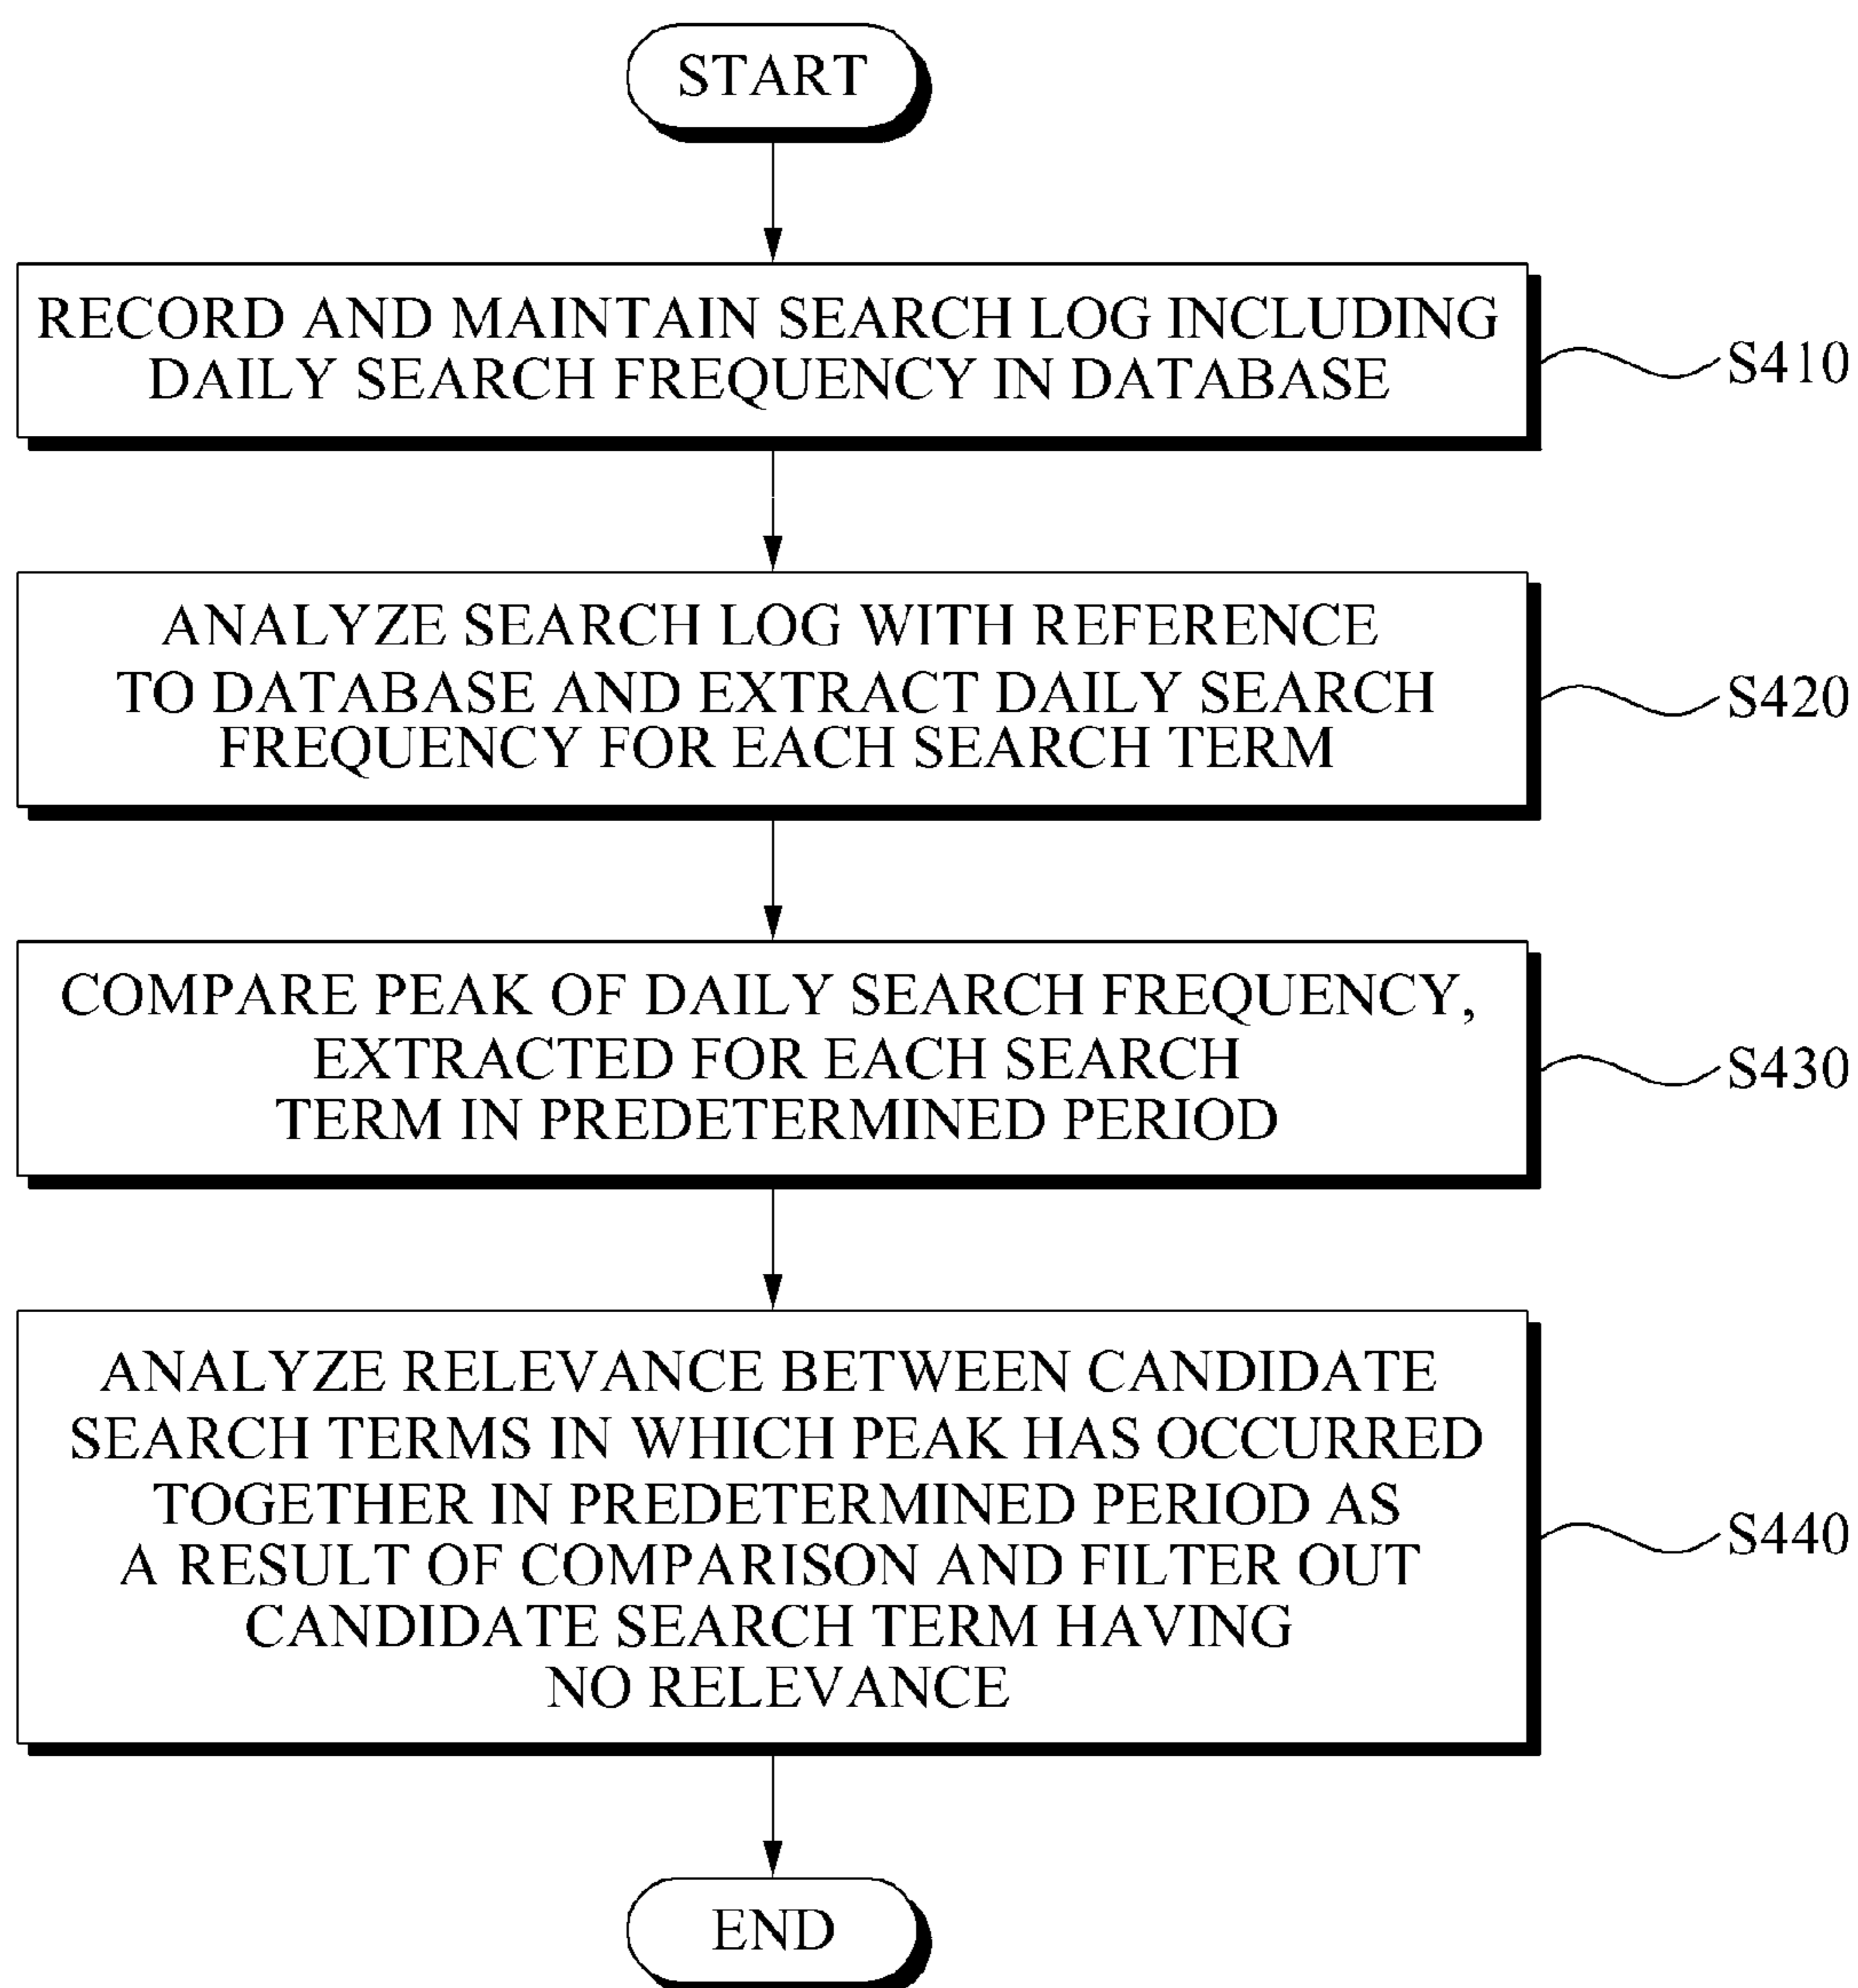 START
RECORD AND MAINTAIN SEARCH LOG INCLUDING
DAILY SEARCH FREQUENCY IN DATABASE
S410
ANALYZE SEARCH LOG WITH REFERENCE
TO DATABASE AND EXTRACT DAILY SEARCH
FREQUENCY FOR EACH SEARCH TERM
S420
COMPARE PEAK OF DAILY SEARCH FREQUENCY,
EXTRACTED FOR EACH SEARCH
TERM IN PREDETERMINED PERIOD
S430
ANALYZE RELEVANCE BETWEEN CANDIDATE
SEARCH TERMS IN WHICH PEAK HAS OCCURRED
TOGETHER IN PREDETERMINED PERIOD AS
A RESULT OF COMPARISON AND FILTER OUT
CANDIDATE SEARCH TERM HAVING
NO RELEVANCE
S440
END